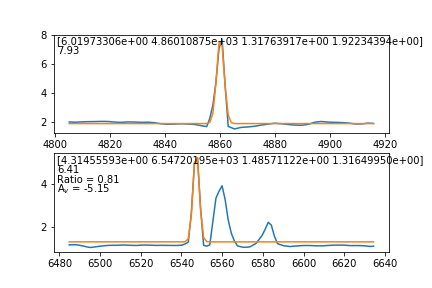 8
6
4
2
[6.01973306e+00 4.86010875e+03 1.31763917e+00 1.92234394e+00]
7.93
4800 4820 4840 4860 4880 4900 4920
4
2
[4.31455593e+00 6.54720195e+03 1.48571122e+00 1.31649950e+00]
6.41
Ratio = 0.81
Av = -5.15
6480 6500 6520 6540 6560 6580 6600 6620 6640